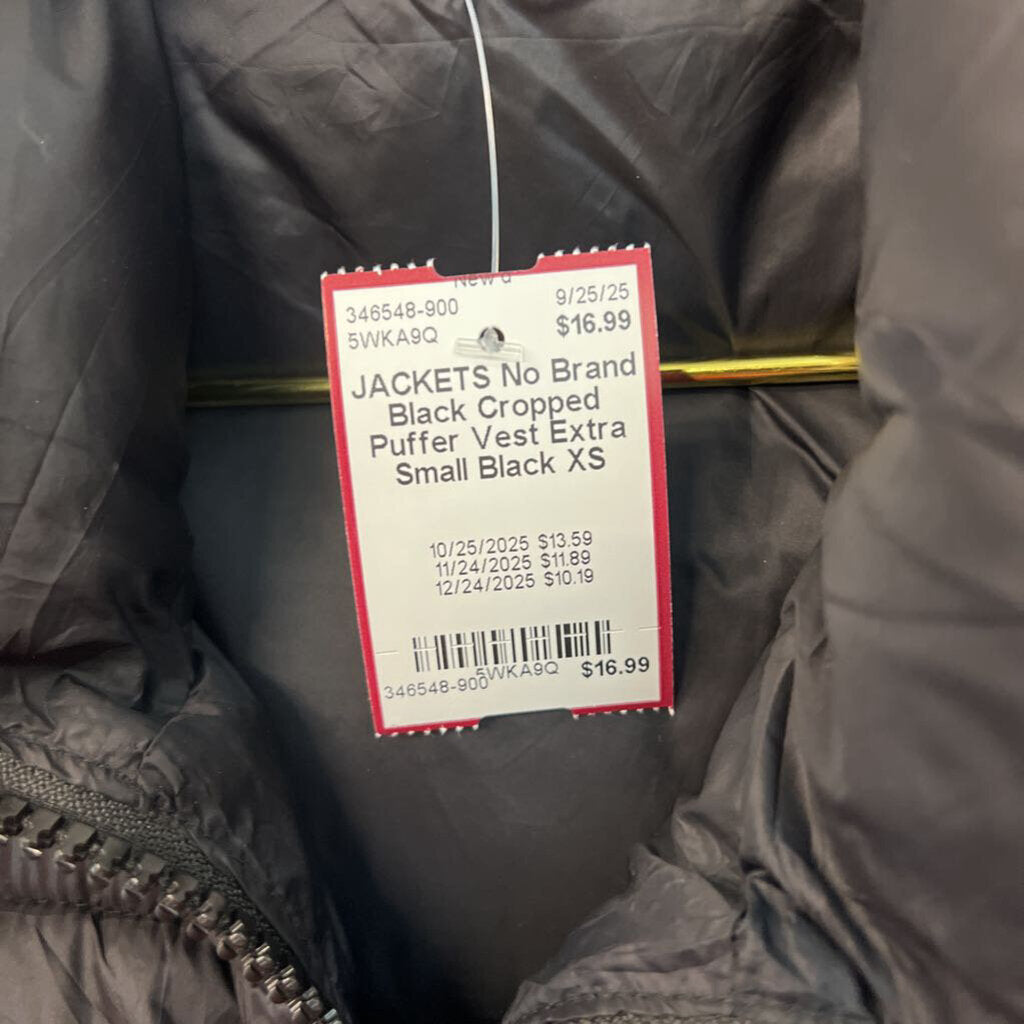 346548-900 9/25/25
5WKA9Q $16.99
JACKETS No Brand
Black Cropped
Puffer Vest Extra
Small Black XS
10/25/2025 $13.59
11/24/2025 $11.89
12/24/2025 $10.19
5WKA9Q $16.99
346548-900